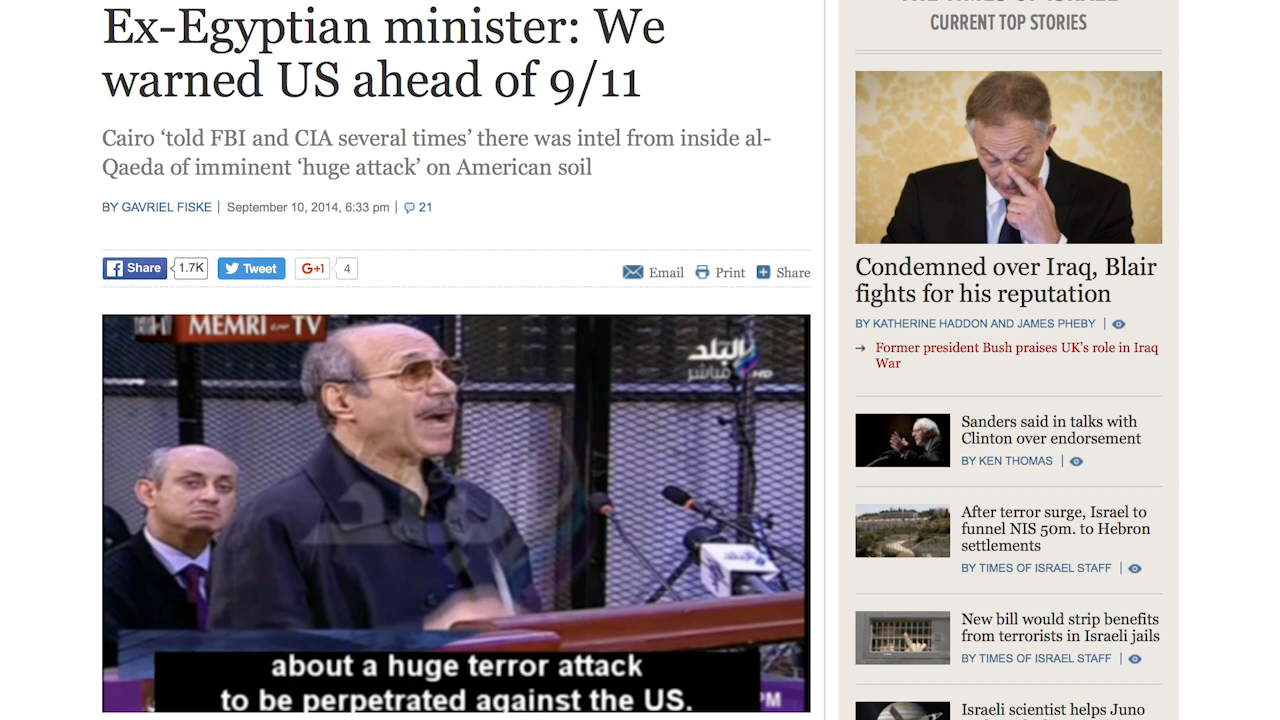 Ex-Egyptian minister: We
warned US ahead of 9/11
Cairo ‘told FBI and CIA several times’ there was intel from inside al-
Qaeda of imminent ‘huge attack’ on American soil
BY GAVRIEL FISKE | September 10, 2014, 6:33 pm | 21
Share 1.7K Tweet G+1 4
Email Print Share
MEMRI TV
البلد
مباشر HD
about a huge terror attack
to be perpetrated against the US.
CURRENT TOP STORIES
Condemned over Iraq, Blair
fights for his reputation
BY KATHERINE HADDON AND JAMES PHEBY |
→ Former president Bush praises UK’s role in Iraq
War
Sanders said in talks with
Clinton over endorsement
BY KEN THOMAS |
After terror surge, Israel to
funnel NIS 50m. to Hebron
settlements
BY TIMES OF ISRAEL STAFF |
New bill would strip benefits
from terrorists in Israeli jails
BY TIMES OF ISRAEL STAFF |
Israeli scientist helps Juno